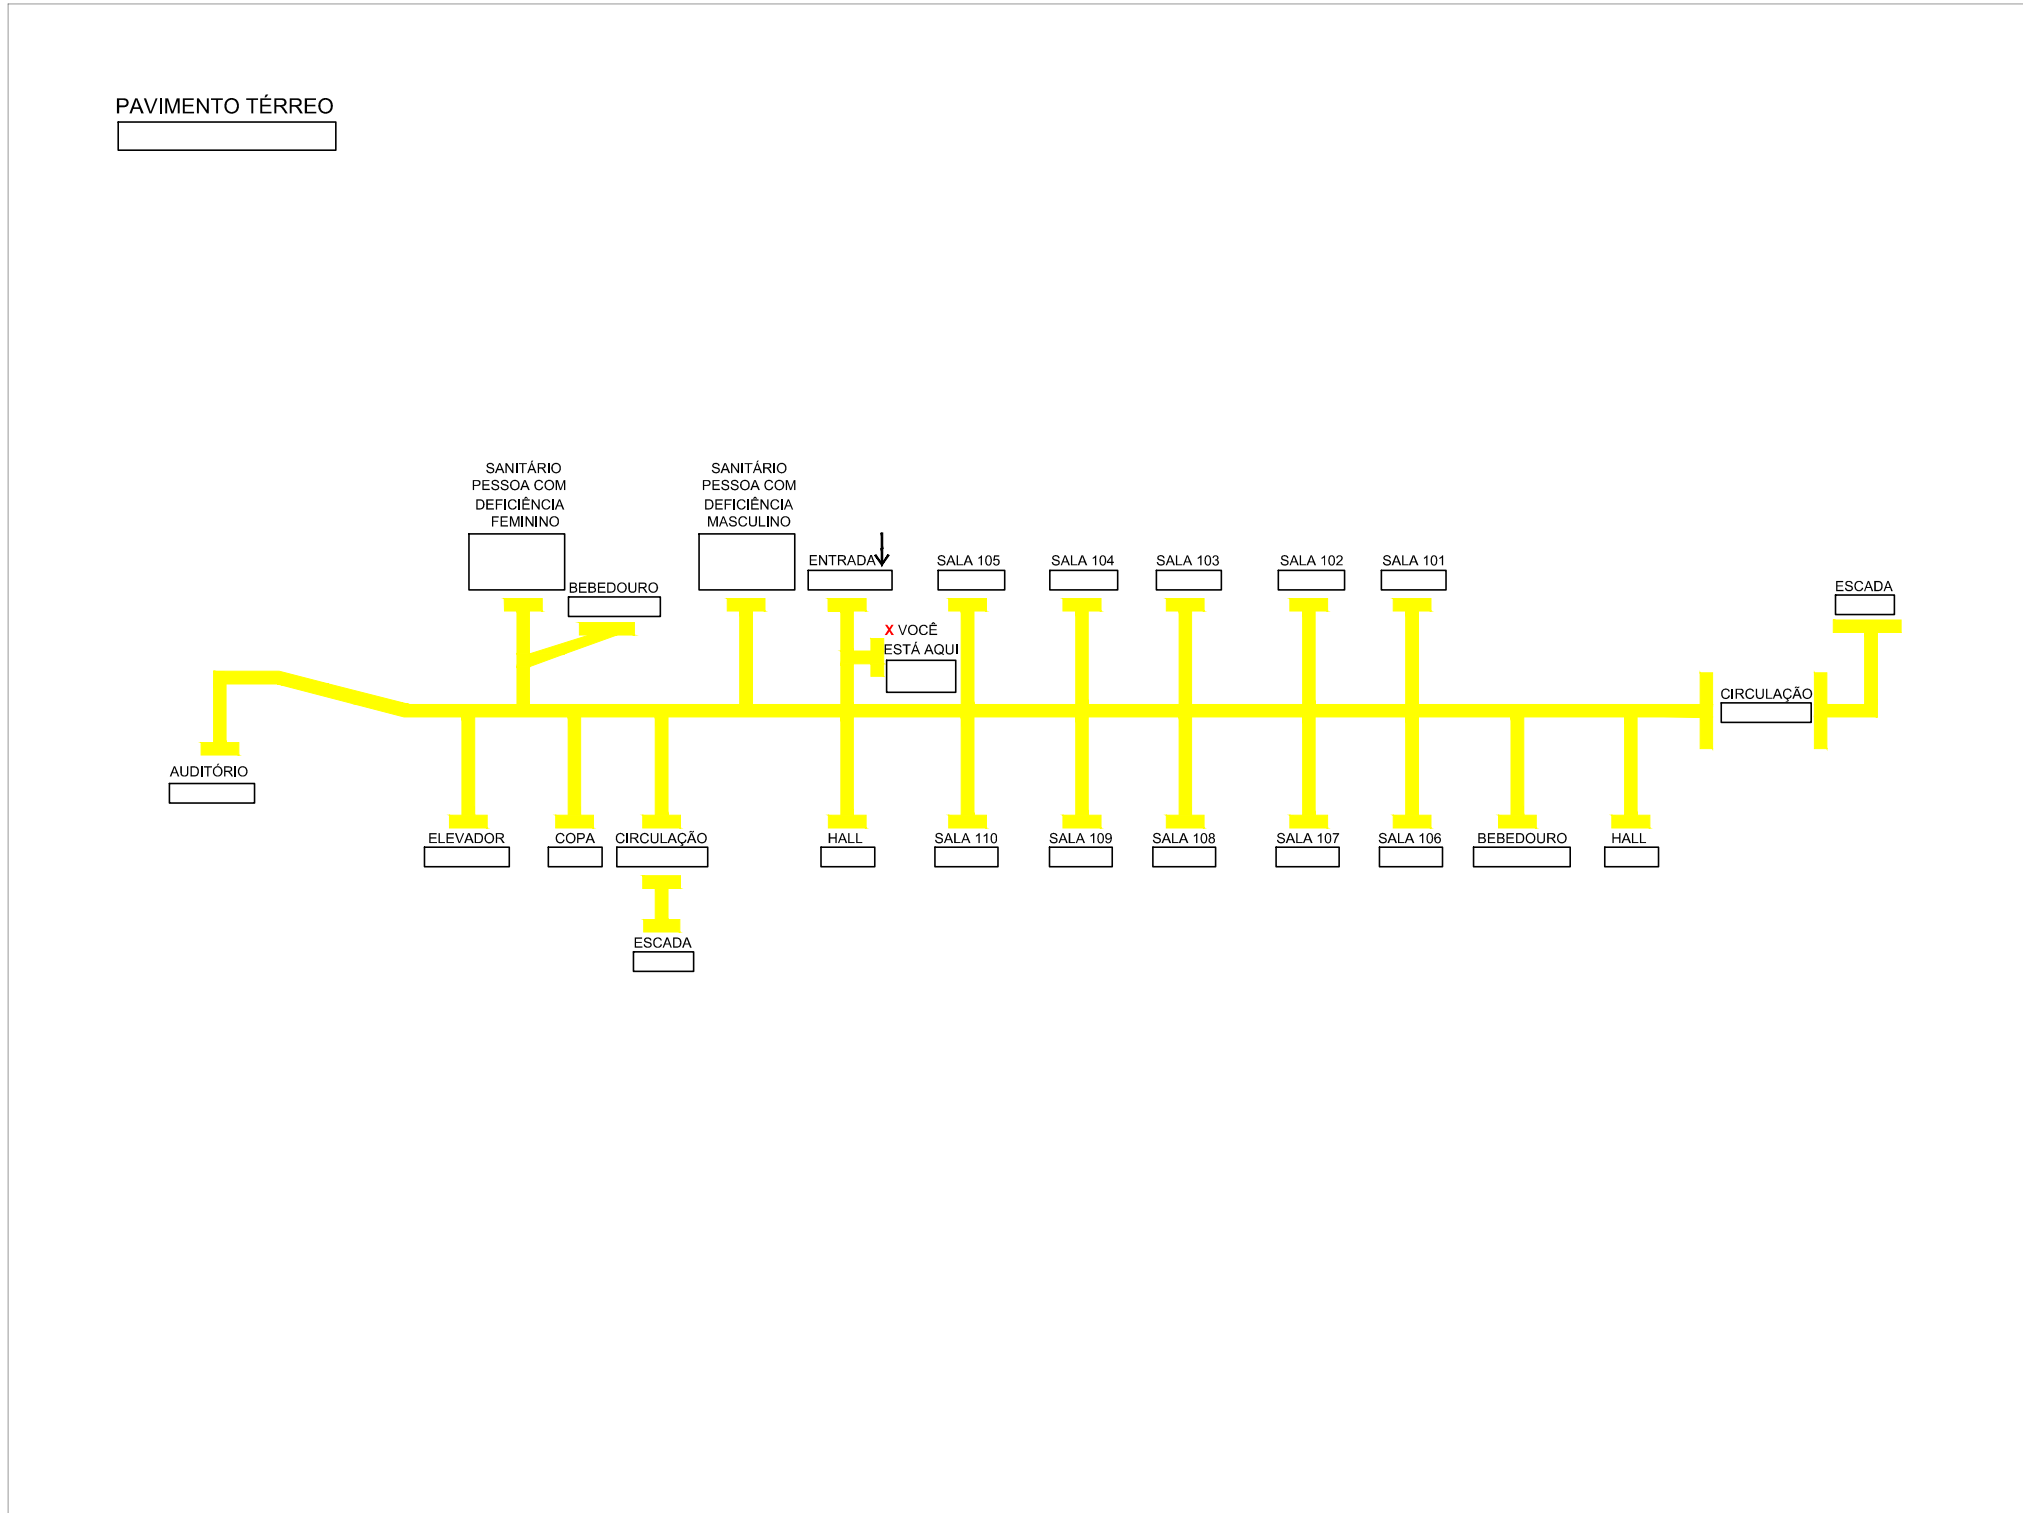 PAVIMENTO TÉRREO
SANITÁRIO
PESSOA COM
DEFICIÊNCIA
FEMININO
SANITÁRIO
PESSOA COM
DEFICIÊNCIA
MASCULINO
BEBEDOURO
ENTRADA
SALA 105
SALA 104
SALA 103
SALA 102
SALA 101
ESCADA
X VOCÊ
ESTÁ AQUI
CIRCULAÇÃO
AUDITÓRIO
ELEVADOR
COPA
CIRCULAÇÃO
HALL
SALA 110
SALA 109
SALA 108
SALA 107
SALA 106
BEBEDOURO
HALL
ESCADA